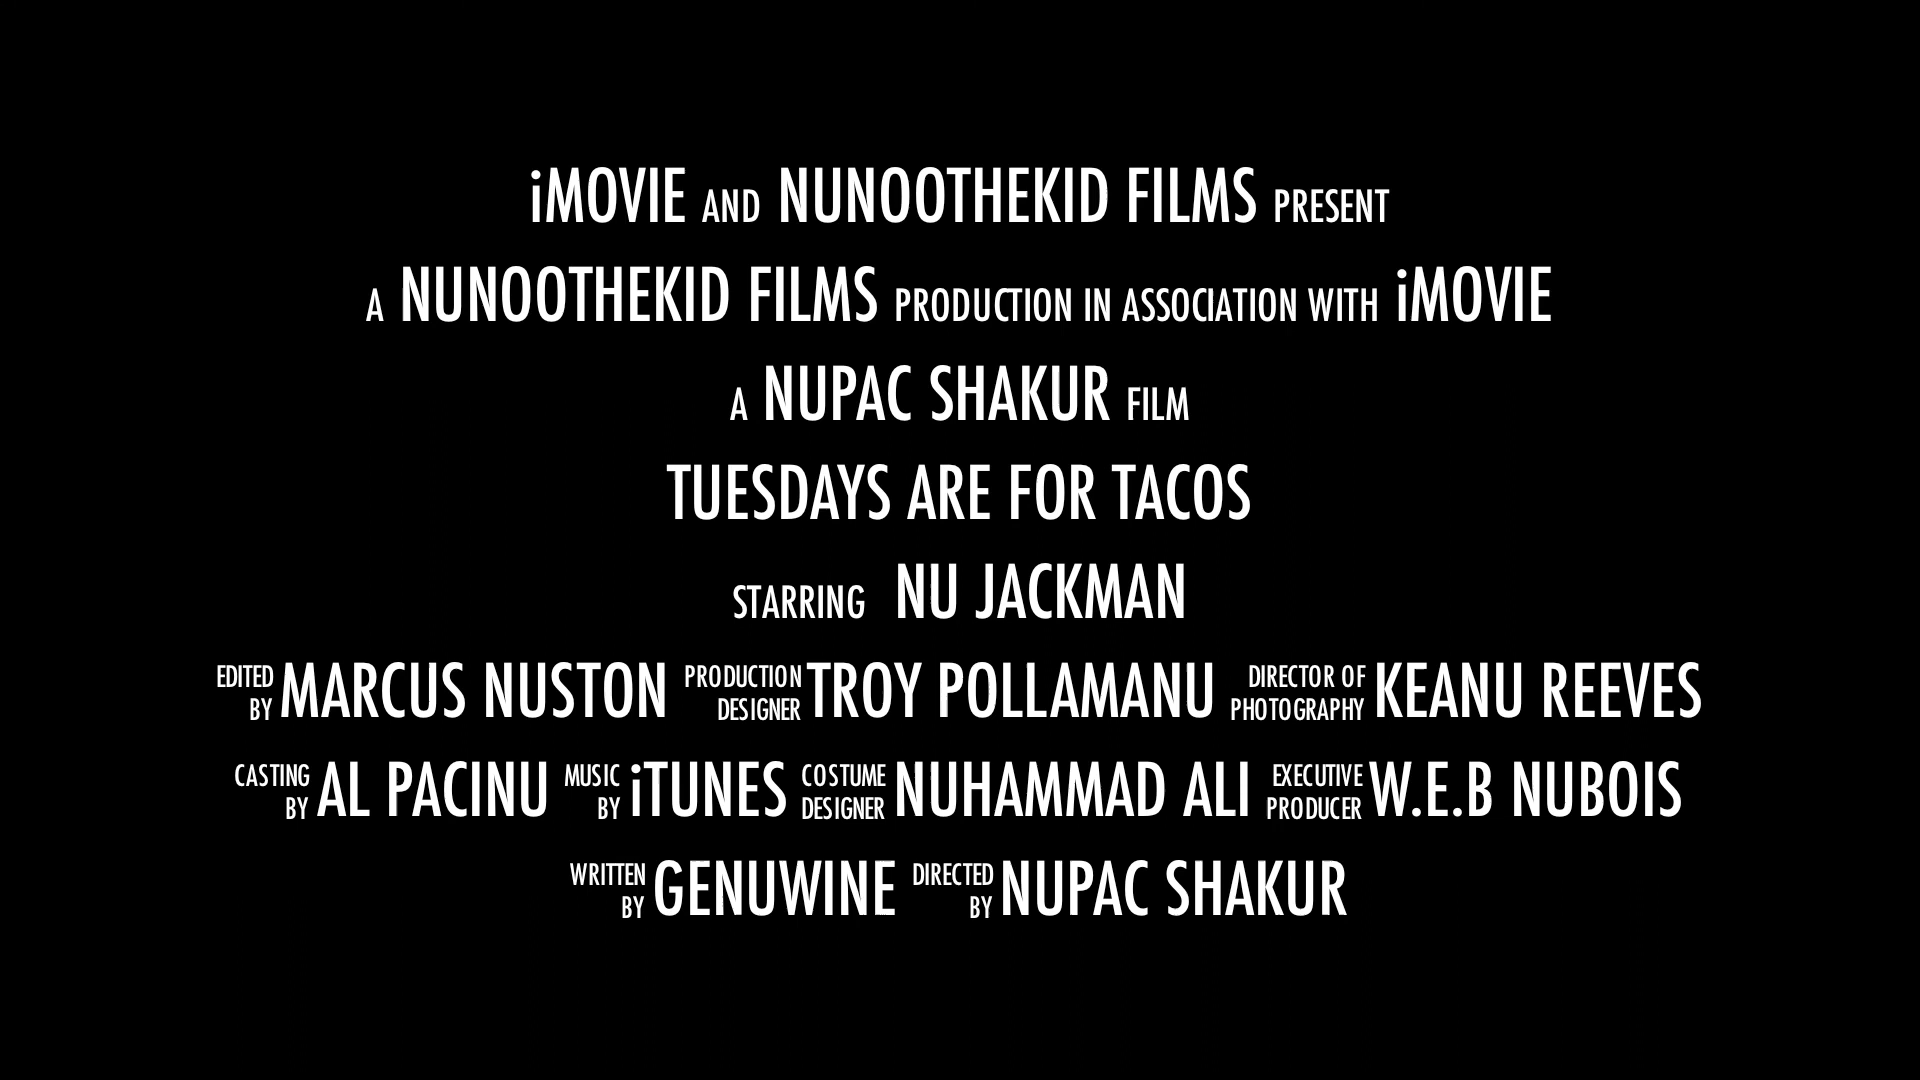 iMOVIE AND NUNOOTHEKID FILMS PRESENT
A NUNOOTHEKID FILMS PRODUCTION IN ASSOCIATION WITH iMOVIE
A NUPAC SHAKUR FILM
TUESDAYS ARE FOR TACOS
STARRING NU JACKMAN
EDITED BY MARCUS NUSTON PRODUCTION DESIGNER TROY POLLAMANU DIRECTOR OF PHOTOGRAPHY KEANU REEVES
CASTING BY AL PACINU MUSIC BY iTUNES COSTUME DESIGNER NUHAMMAD ALI EXECUTIVE PRODUCER W.E.B NUBOIS
WRITTEN BY GENUWINE DIRECTED BY NUPAC SHAKUR